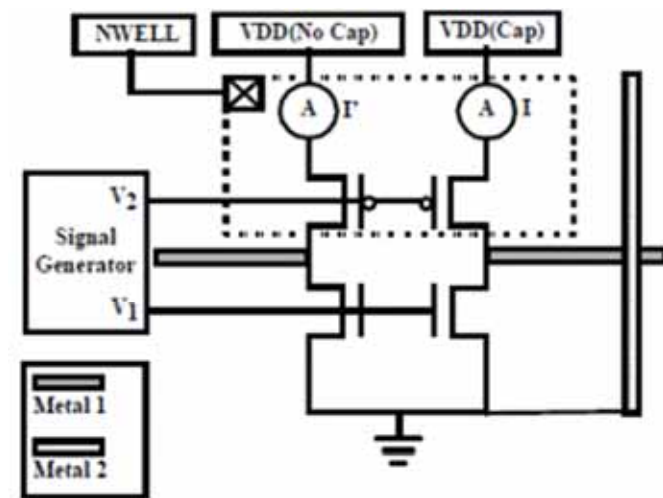 NWELL
VDD(No Cap)
VDD(Cap)
A
I'
A
I
V2
Signal
Generator
V1
Metal 1
Metal 2